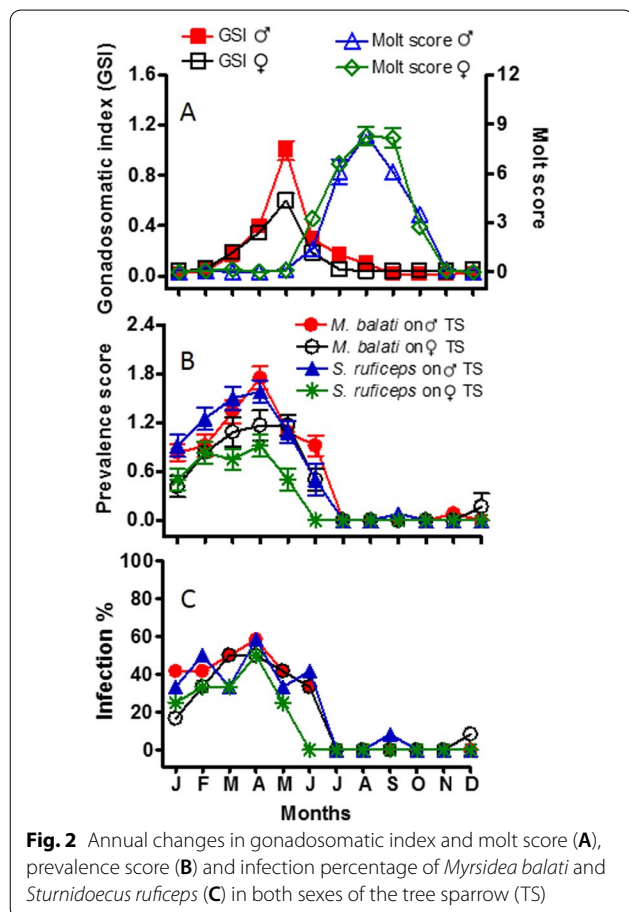 GSI ♂ Molt score ♂
GSI ♀ Molt score ♀
A
Gonadosomatic index (GSI)
1.6
1.2
0.8
0.4
0.0
12
9
6
3
0
Molt score
B
M. balati on ♂ TS
M. balati on ♀ TS
S. ruficeps on ♂ TS
S. ruficeps on ♀ TS
Prevalence score
2.4
1.8
1.2
0.6
0.0
C
Infection %
100
80
60
40
20
0
J F M A M J J A S O N D
Months
Fig. 2 Annual changes in gonadosomatic index and molt score (A),
prevalence score (B) and infection percentage of Myrsidea balati and
Sturnidoecus ruficeps (C) in both sexes of the tree sparrow (TS)